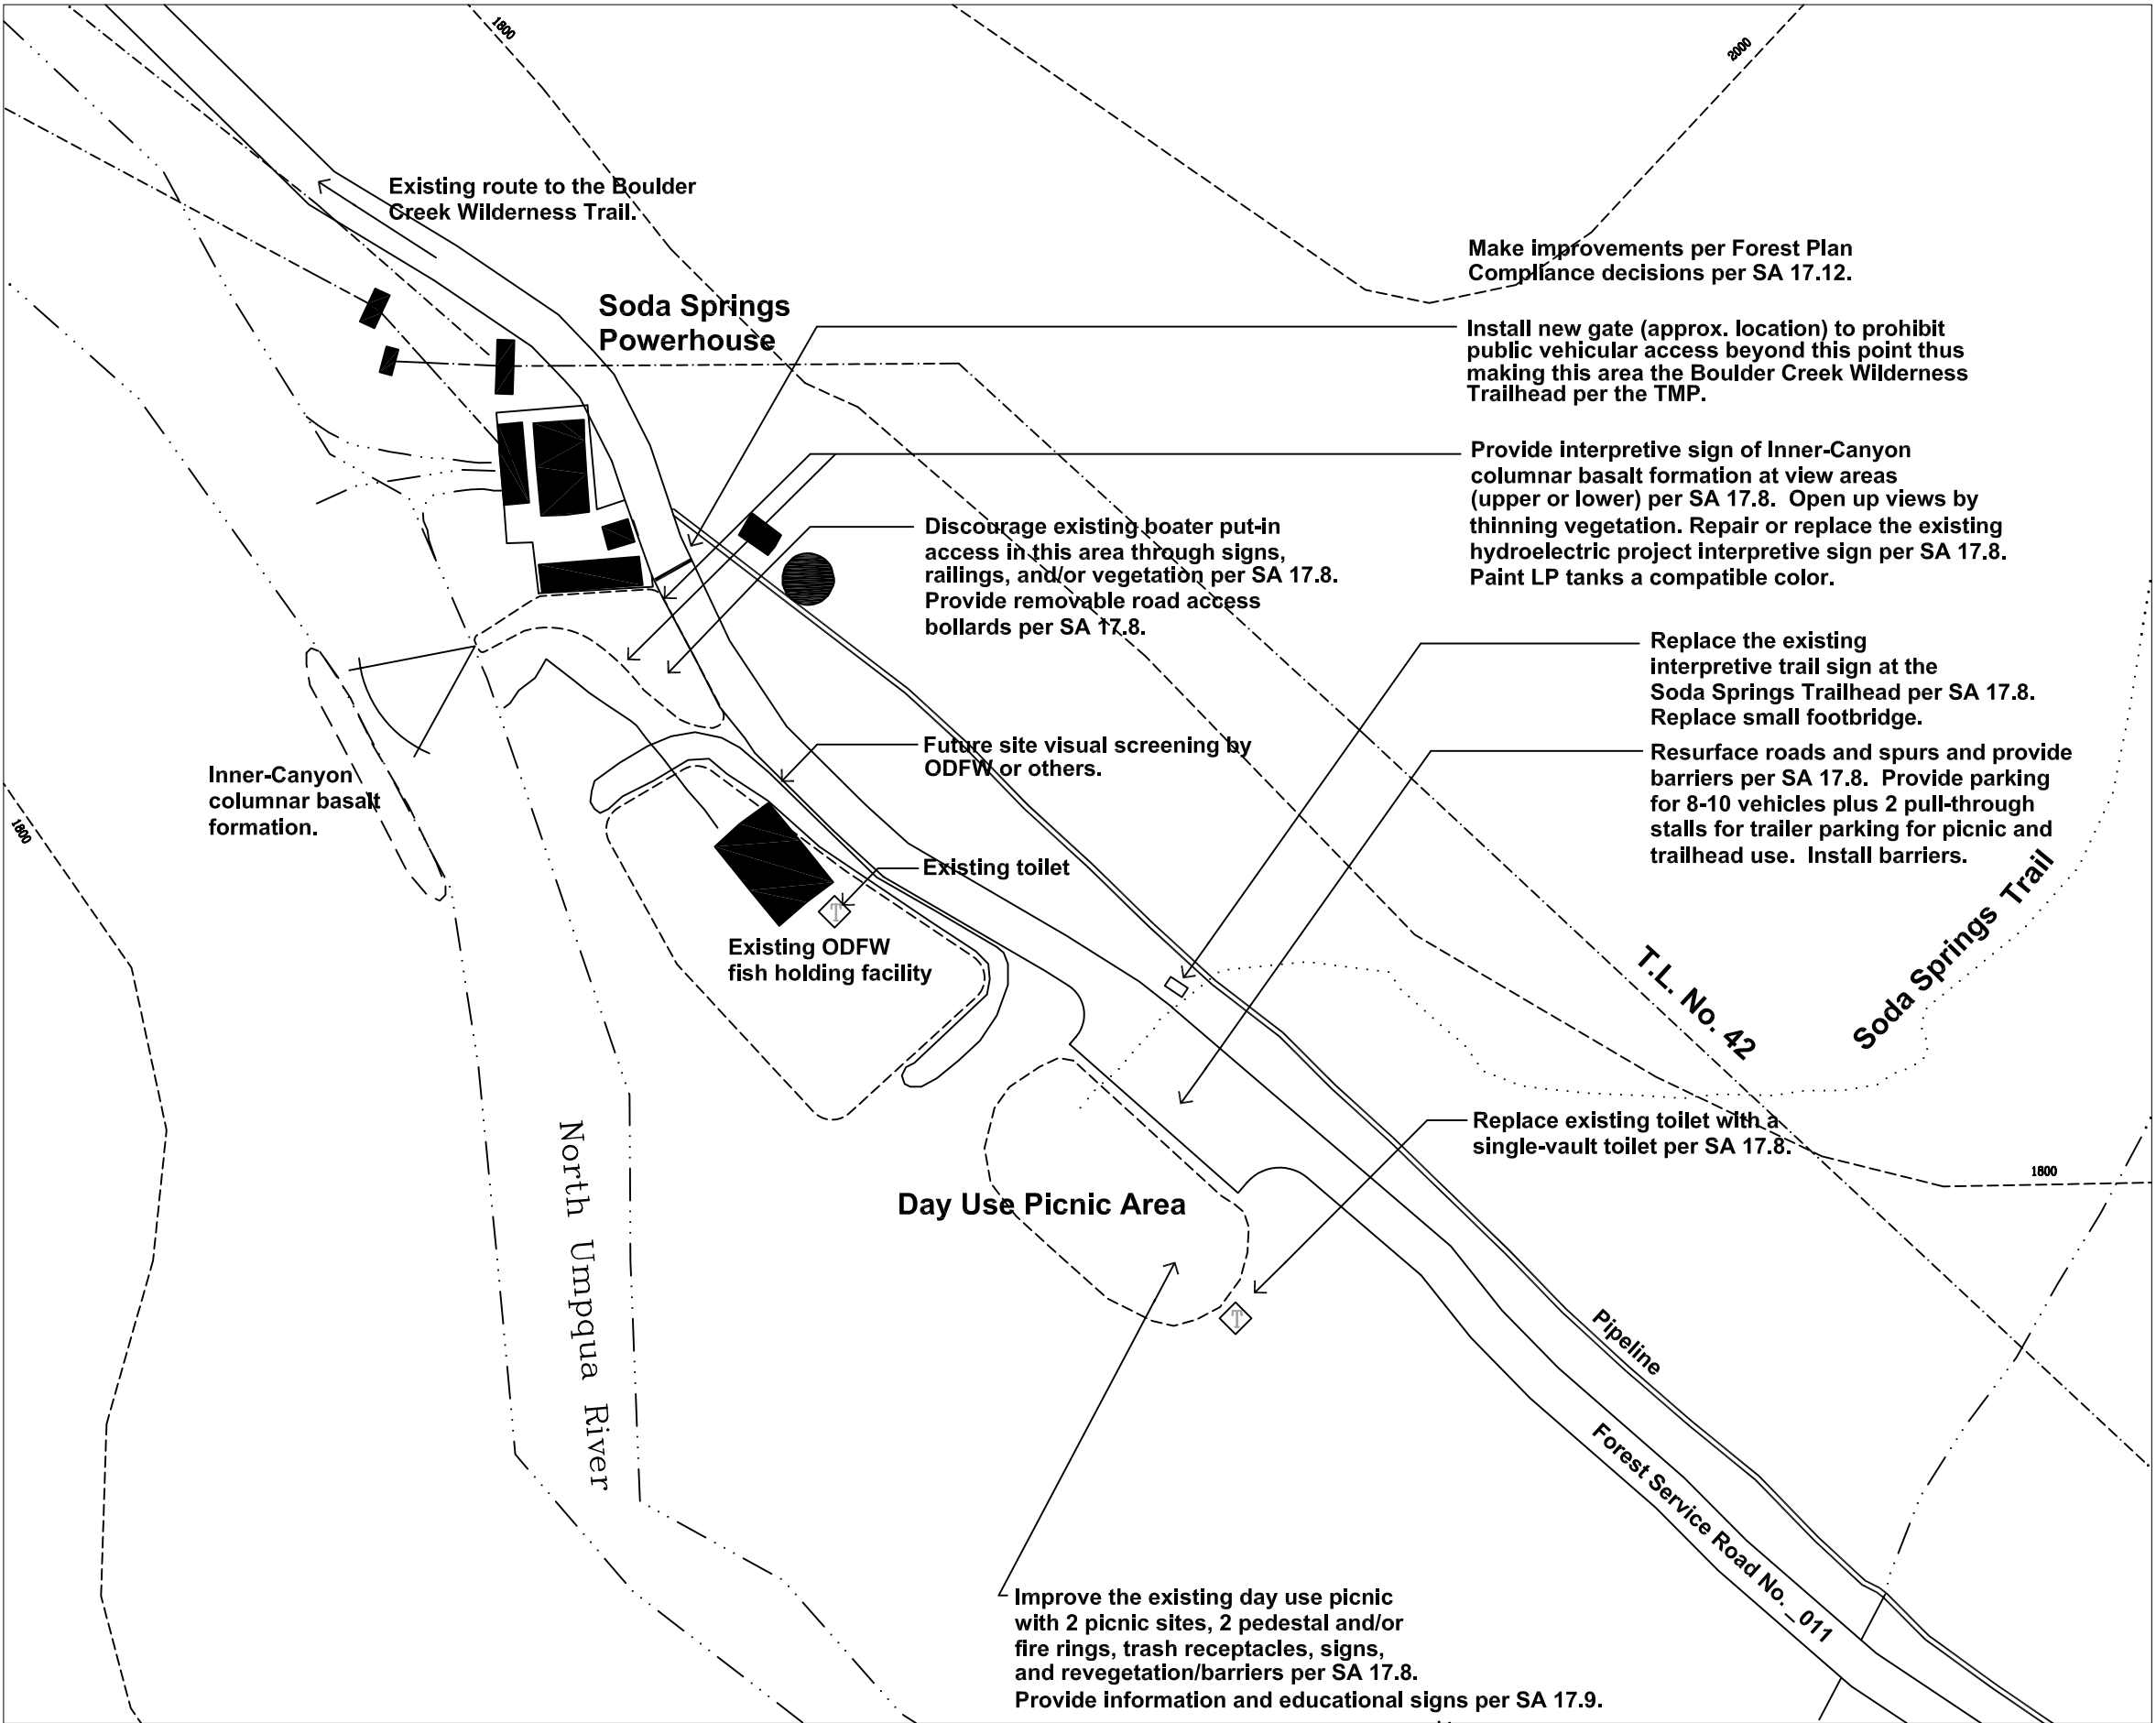 1800
2000
Existing route to the Boulder
Creek Wilderness Trail.
Make improvements per Forest Plan
Compliance decisions per SA 17.12.
Soda Springs
Powerhouse
Install new gate (approx. location) to prohibit
public vehicular access beyond this point thus
making this area the Boulder Creek Wilderness
Trailhead per the TMP.
Provide interpretive sign of Inner-Canyon
columnar basalt formation at view areas
(upper or lower) per SA 17.8. Open up views by
thinning vegetation. Repair or replace the existing
hydroelectric project interpretive sign per SA 17.8.
Paint LP tanks a compatible color.
Discourage existing boater put-in
access in this area through signs,
railings, and/or vegetation per SA 17.8.
Provide removable road access
bollards per SA 17.8.
Replace the existing
interpretive trail sign at the
Soda Springs Trailhead per SA 17.8.
Replace small footbridge.
Future site visual screening by
ODFW or others.
Resurface roads and spurs and provide
barriers per SA 17.8. Provide parking
for 8-10 vehicles plus 2 pull-through
stalls for trailer parking for picnic and
trailhead use. Install barriers.
Inner-Canyon
columnar basalt
formation.
1800
Existing toilet
T
Existing ODFW
fish holding facility
T.L. No. 42
Soda Springs Trail
Replace existing toilet with a
single-vault toilet per SA 17.8.
1800
Day Use Picnic Area
T
North Umpqua River
Pipeline
Forest Service Road No._011
Improve the existing day use picnic
with 2 picnic sites, 2 pedestal and/or
fire rings, trash receptacles, signs,
and revegetation/barriers per SA 17.8.
Provide information and educational signs per SA 17.9.